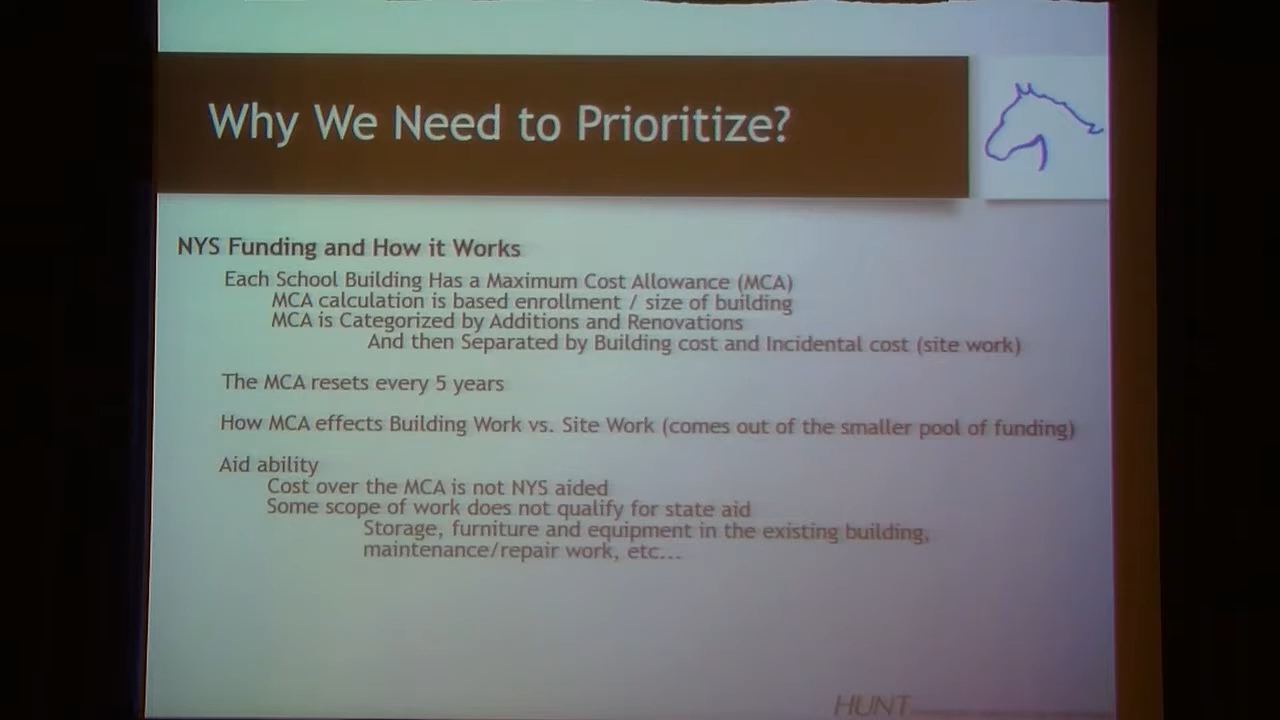 Why We Need to Prioritize?
NYS Funding and How it Works
Each School Building Has a Maximum Cost Allowance (MCA)
MCA calculation is based enrollment / size of building
MCA is Categorized by Additions and Renovations
And then Separated by Building cost and Incidental cost (site work)
The MCA resets every 5 years
How MCA effects Building Work vs. Site Work (comes out of the smaller pool of funding)
Aid ability
Cost over the MCA is not NYS aided
Some scope of work does not qualify for state aid
Storage, furniture and equipment in the existing building,
maintenance/repair work, etc...
HUNT